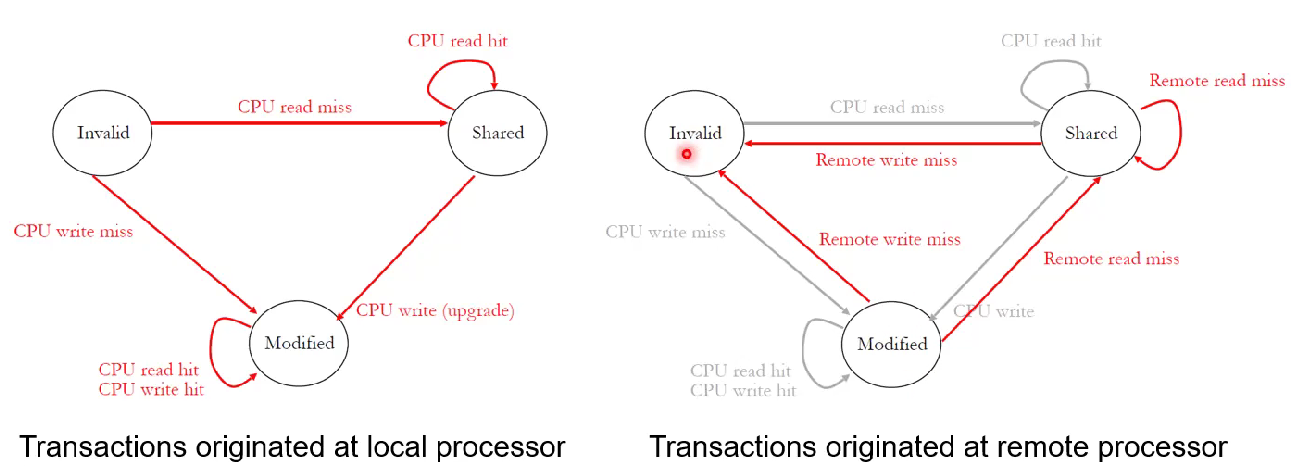 CPU read hit
CPU read miss
Invalid
Shared
CPU write miss
CPU write (upgrade)
Modified
CPU read hit
CPU write hit
Transactions originated at local processor
CPU read hit
Remote read miss
CPU read miss
Invalid
Shared
Remote write miss
CPU write miss
Remote write miss
Remote read miss
CPU write
Modified
CPU read hit
CPU write hit
Transactions originated at remote processor